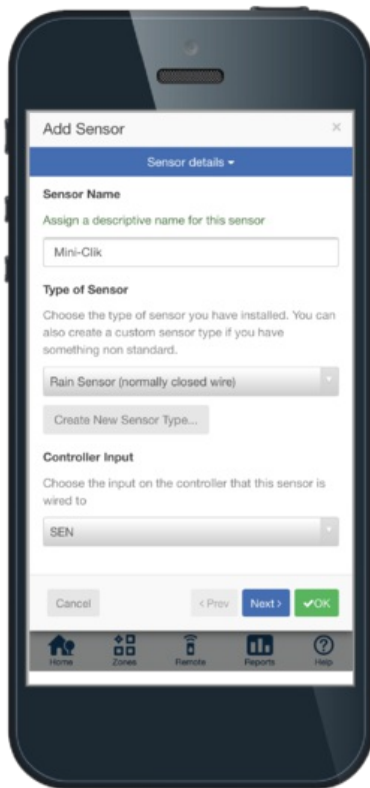 Add Sensor ×
Sensor details
Sensor Name
Assign a descriptive name for this sensor
Mini-Clik
Type of Sensor
Choose the type of sensor you have installed. You can
also create a custom sensor type if you have
something non standard.
Rain Sensor (normally closed wire)
Create New Sensor Type...
Controller Input
Choose the input on the controller that this sensor is
wired to
SEN
Cancel < Prev Next > ✔OK
Home Zones Remote Reports Help